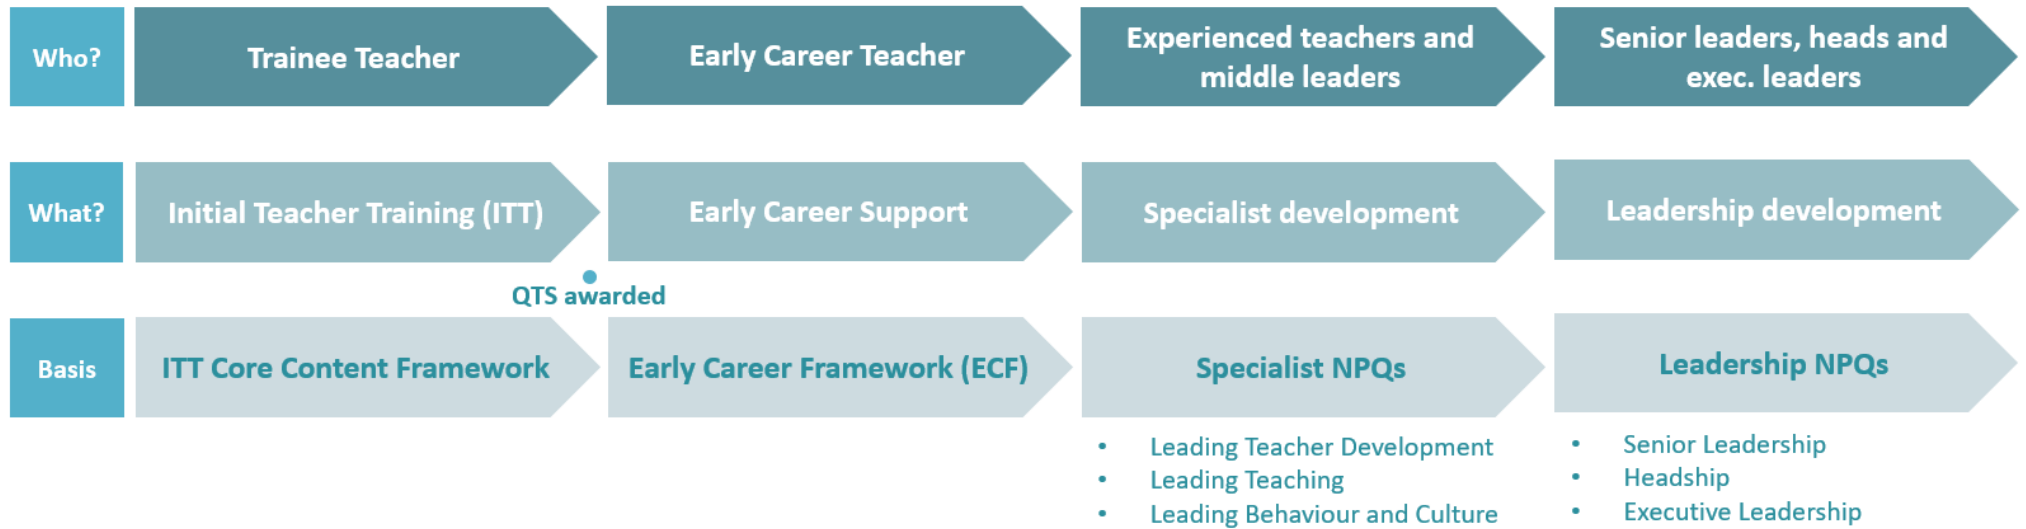 Who?
Trainee Teacher
Early Career Teacher
Experienced teachers and
middle leaders
Senior leaders, heads and
exec. leaders
What?
Initial Teacher Training (ITT)
Early Career Support
Specialist development
Leadership development
QTS awarded
Basis
ITT Core Content Framework
Early Career Framework (ECF)
Specialist NPQs
Leadership NPQs
• Leading Teacher Development
• Leading Teaching
• Leading Behaviour and Culture
• Senior Leadership
• Headship
• Executive Leadership